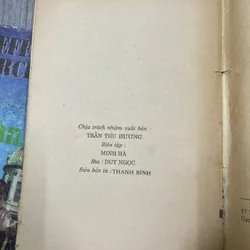 Chịu trách nhiệm xuất bản :
TRẦN THU HƯƠNG
Biên tập :
MINH HÀ
Bìa : DUY NGỌC
Sửa bản in : THANH BÌNH